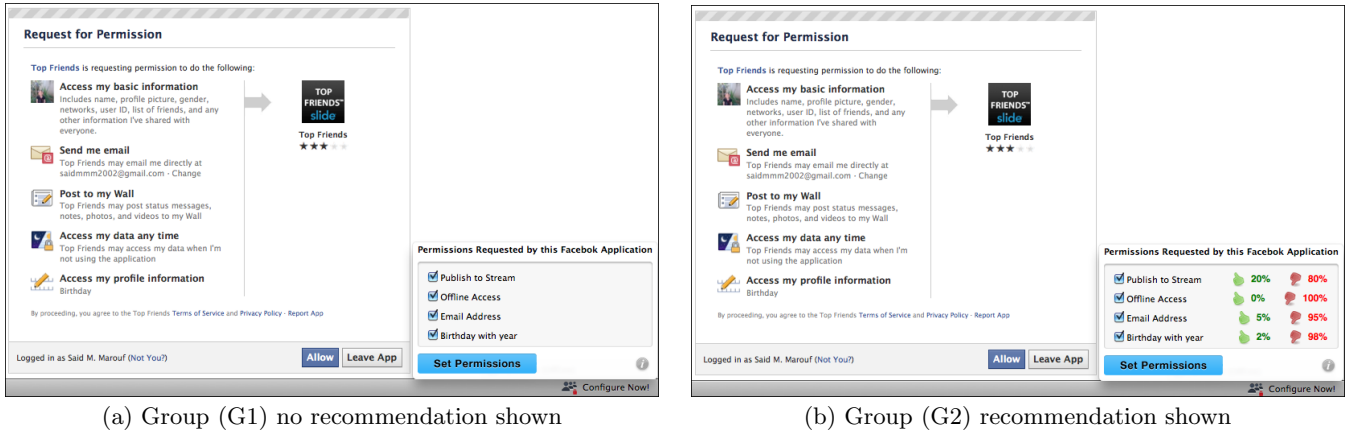 Request for Permission
Top Friends is requesting permission to do the following:
Access my basic information
Includes name, profile picture, gender,
networks, user ID, list of friends, and any
other information I've shared with
everyone.
TOP
FRIENDS™
slide
Top Friends
Send me email
Top Friends may email me directly at
saidmmm2002@gmail.com - Change
Post to my Wall
Top Friends may post status messages,
notes, photos, and videos to my Wall
Access my data any time
Top Friends may access my data when I'm
not using the application
Access my profile information
Birthday
By proceeding, you agree to the Top Friends Terms of Service and Privacy Policy - Report App
Logged in as Said M. Marouf (Not You?)
Allow
Leave App
Permissions Requested by this Facebok Application
Publish to Stream
Offline Access
Email Address
Birthday with year
Set Permissions
Configure Now!
(a) Group (G1) no recommendation shown
Request for Permission
Top Friends is requesting permission to do the following:
Access my basic information
Includes name, profile picture, gender,
networks, user ID, list of friends, and any
other information I've shared with
everyone.
TOP
FRIENDS™
slide
Top Friends
Send me email
Top Friends may email me directly at
saidmmm2002@gmail.com - Change
Post to my Wall
Top Friends may post status messages,
notes, photos, and videos to my Wall
Access my data any time
Top Friends may access my data when I'm
not using the application
Access my profile information
Birthday
By proceeding, you agree to the Top Friends Terms of Service and Privacy Policy - Report App
Logged in as Said M. Marouf (Not You?)
Allow
Leave App
Permissions Requested by this Facebok Application
Publish to Stream 20% 80%
Offline Access 0% 100%
Email Address 5% 95%
Birthday with year 2% 98%
Set Permissions
Configure Now!
(b) Group (G2) recommendation shown